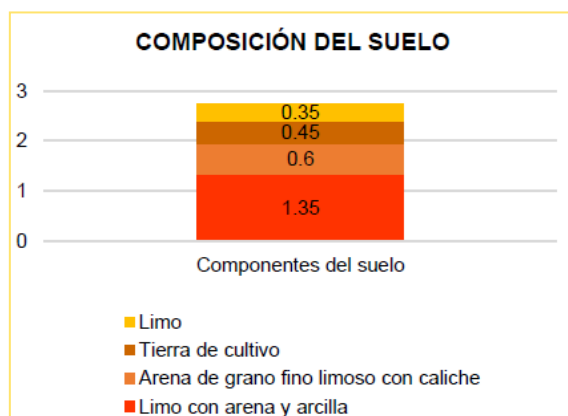 COMPOSICIÓN DEL SUELO
3
0.35
2
0.45
0.6
1
1.35
0
Componentes del suelo
Limo
Tierra de cultivo
Arena de grano fino limoso con caliche
Limo con arena y arcilla